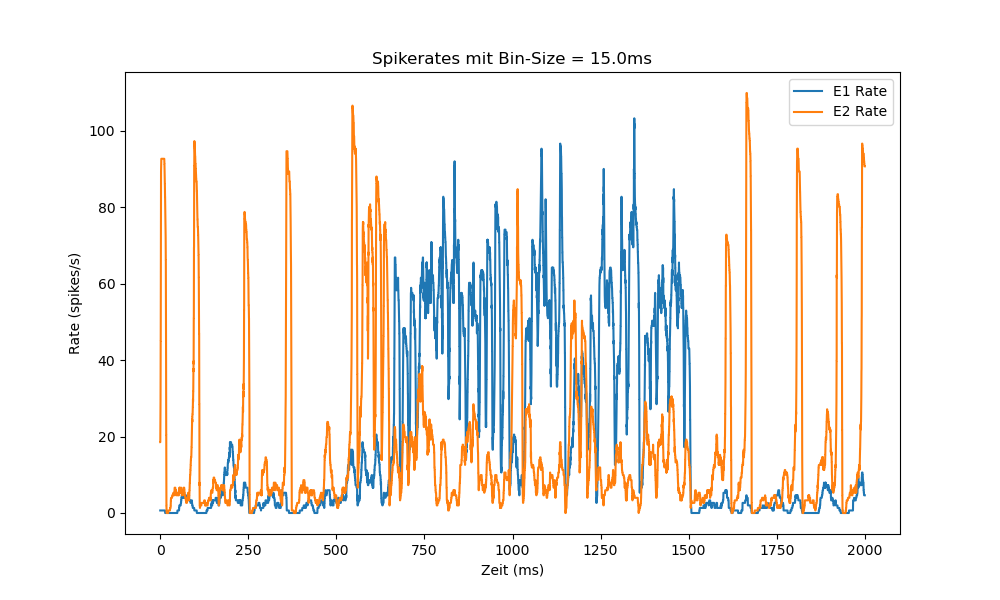 Spikerates mit Bin-Size = 15.0ms
E1 Rate
E2 Rate
Rate (spikes/s)
100
80
60
40
20
0
0 250 500 750 1000 1250 1500 1750 2000
Zeit (ms)